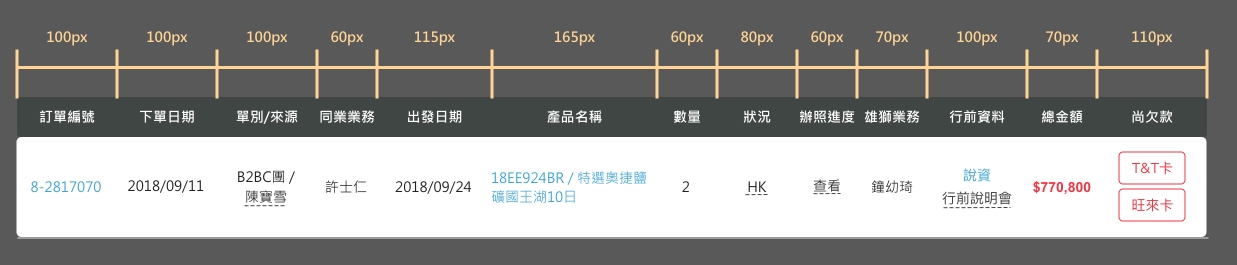 100px 100px 100px 60px 115px 165px 60px 80px 60px 70px 100px 70px 110px
訂單編號 下單日期 單別/來源 同業業務 出發日期 產品名稱 數量 狀況 辦照進度 雄獅業務 行前資料 總金額 尚欠款
8-2817070 2018/09/11
B2BC團 /
陳寶雪
許士仁 2018/09/24
18EE924BR / 特選奧捷鹽
礦國王湖10日
2 HK 查看 鐘幼琦
說資
行前說明會
$770,800
T&T卡
旺來卡